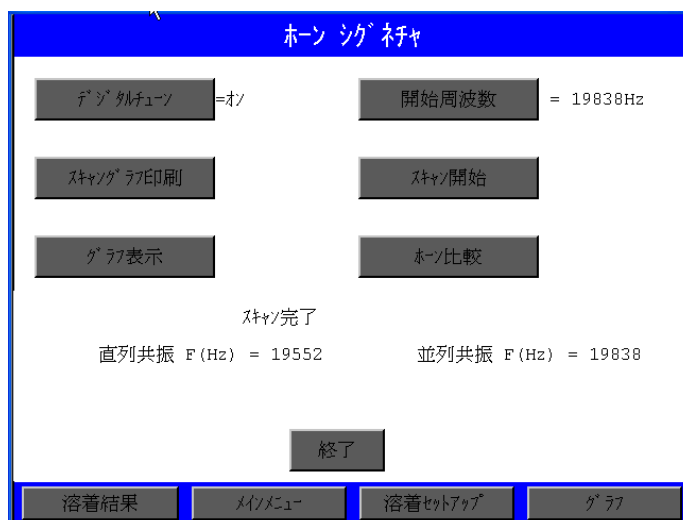 ﾎｰﾝ ｼｸﾞﾈﾁｬ
ﾃﾞｼﾞﾀﾙﾁｭｰﾝ =ｵﾝ 開始周波数 = 19838Hz
ｽｷｬﾝｸﾞﾗﾌ印刷 ｽｷｬﾝ開始
ｸﾞﾗﾌ表示 ﾎｰﾝ比較
ｽｷｬﾝ完了
直列共振 F(Hz) = 19552 並列共振 F(Hz) = 19838
終了
溶着結果 ﾒｲﾝﾒﾆｭｰ 溶着ｾｯﾄｱｯﾌﾟ ｸﾞﾗﾌ